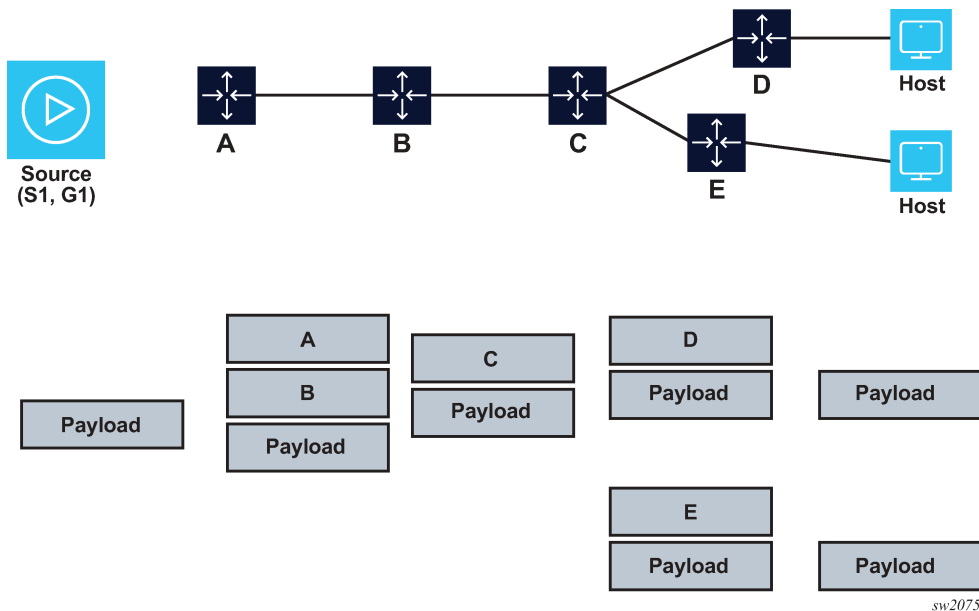 D
Host
A
B
C
E
Host
Source
(S1, G1)
A
B
Payload
C
Payload
D
Payload
Payload
Payload
E
Payload
Payload
sw2075